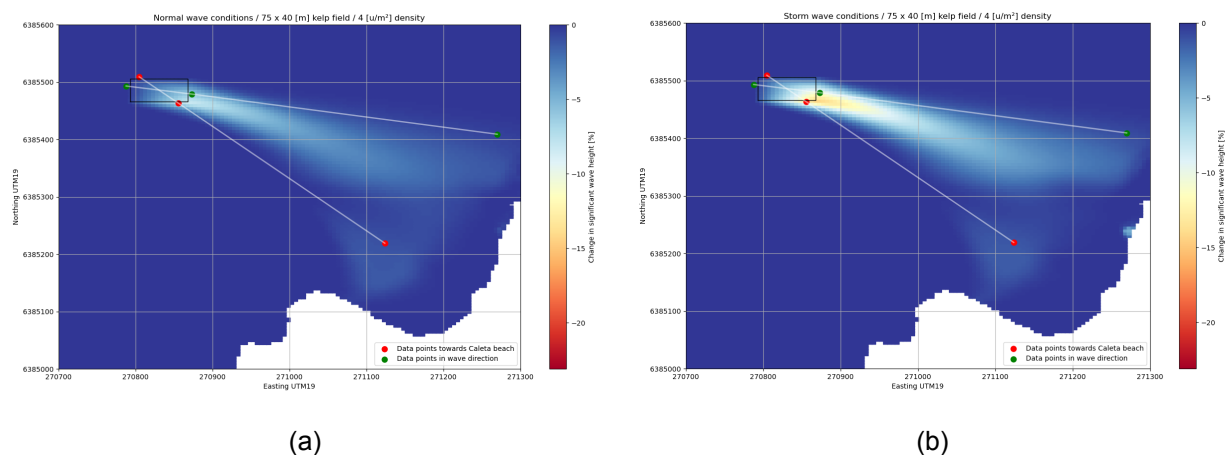 Normal wave conditions / 75 x 40 [m] kelp field / 4 [u/m²] density
6385600
6385500
6385400
6385300
6385200
6385100
6385000
Northing UTM19
270700
270800
270900
271000
271100
271200
271300
Easting UTM19
Data points towards Caleta beach
Data points in wave direction
0
−5
−10
−15
−20
Change in significant wave height [%]
(a)
Storm wave conditions / 75 x 40 [m] kelp field / 4 [u/m²] density
6385600
6385500
6385400
6385300
6385200
6385100
6385000
Northing UTM19
270700
270800
270900
271000
271100
271200
271300
Easting UTM19
Data points towards Caleta beach
Data points in wave direction
0
−5
−10
−15
−20
Change in significant wave height [%]
(b)